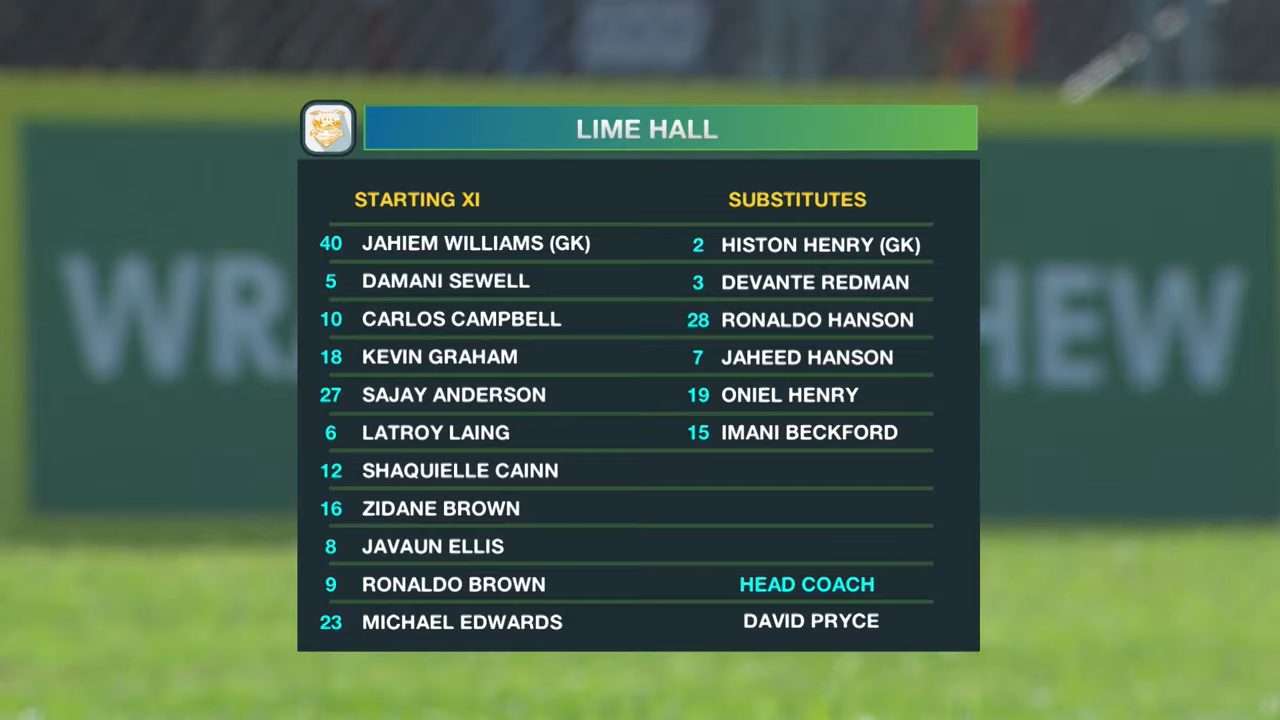 LIME HALL
STARTING XI
SUBSTITUTES
40 JAHIEM WILLIAMS (GK)
2 HISTON HENRY (GK)
5 DAMANI SEWELL
3 DEVANTE REDMAN
10 CARLOS CAMPBELL
28 RONALDO HANSON
18 KEVIN GRAHAM
7 JAHEED HANSON
27 SAJAY ANDERSON
19 ONIEL HENRY
6 LATROY LAING
15 IMANI BECKFORD
12 SHAQUIELLE CAINN
16 ZIDANE BROWN
8 JAVAUN ELLIS
9 RONALDO BROWN
HEAD COACH
23 MICHAEL EDWARDS
DAVID PRYCE